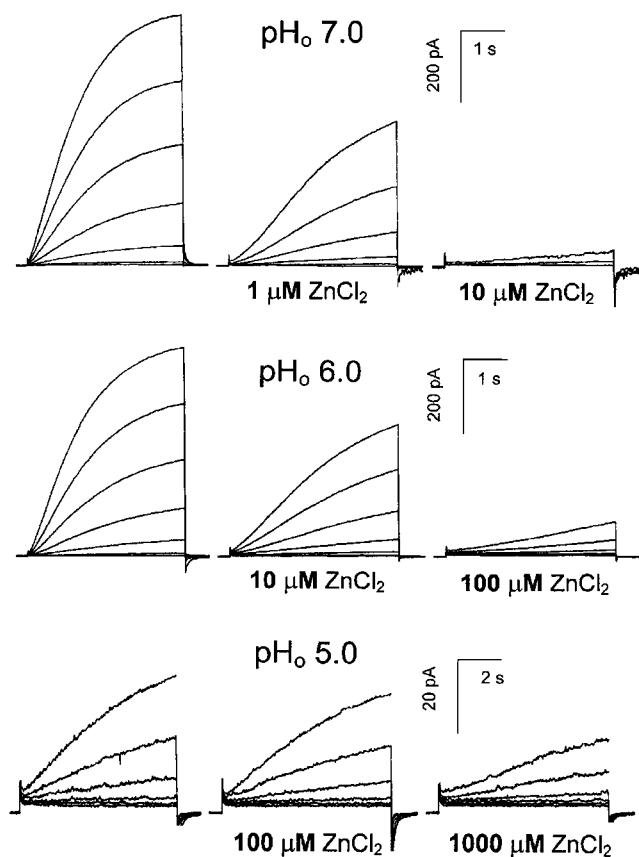 pHₒ 7.0
200 pA
1 s
1 μM ZnCl₂
10 μM ZnCl₂
pHₒ 6.0
200 pA
1 s
10 μM ZnCl₂
100 μM ZnCl₂
pHₒ 5.0
20 pA
2 s
100 μM ZnCl₂
1000 μM ZnCl₂